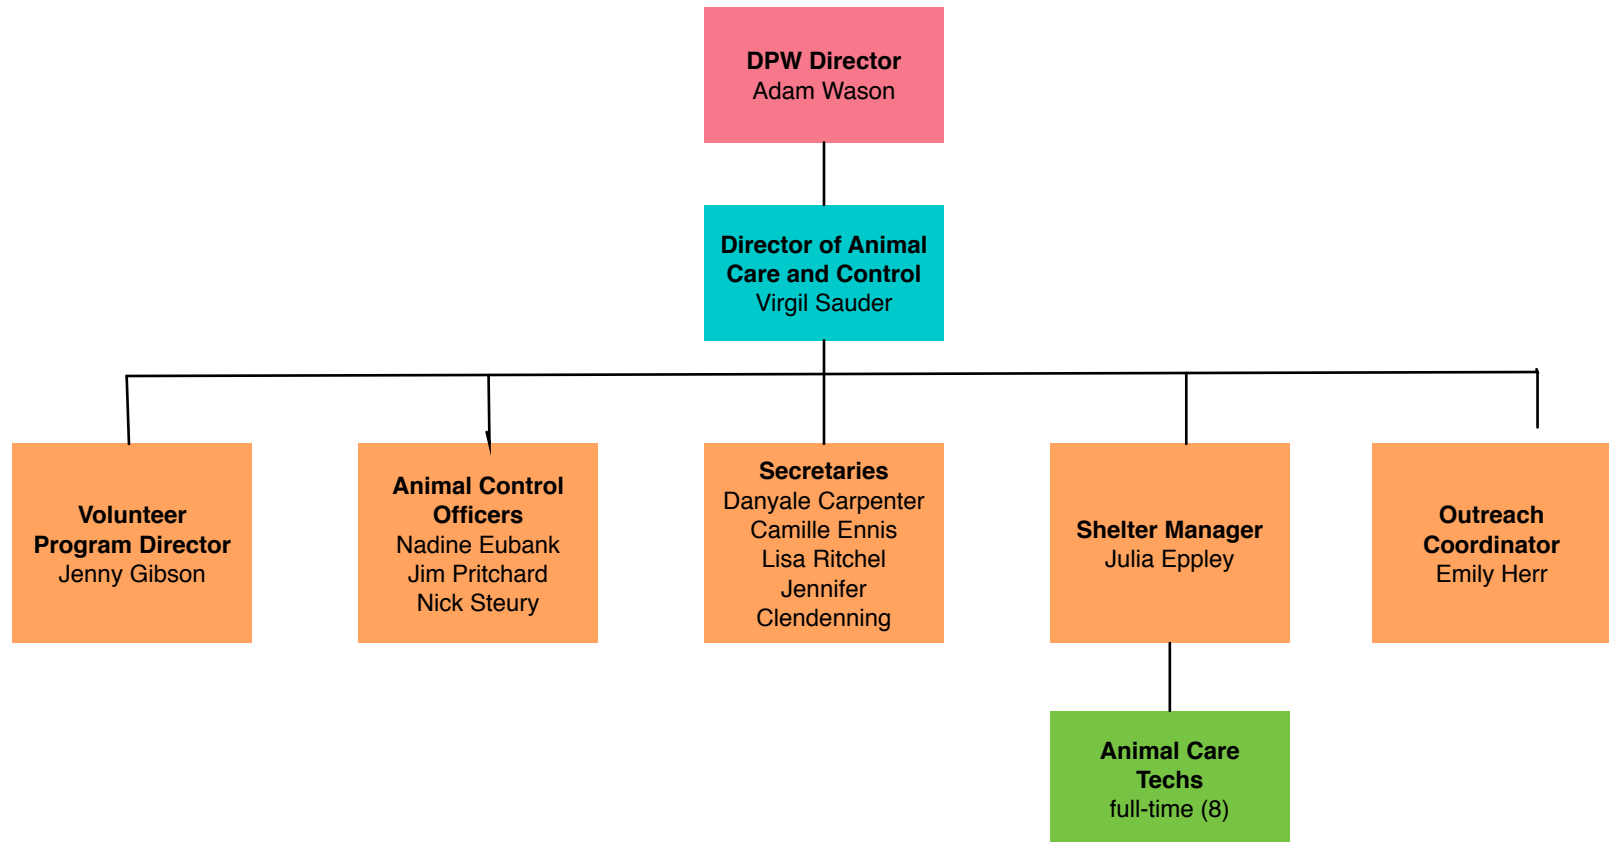 DPW Director
Adam Wason
Director of Animal
Care and Control
Virgil Sauder
Volunteer
Program Director
Jenny Gibson
Animal Control
Officers
Nadine Eubank
Jim Pritchard
Nick Steury
Secretaries
Danyale Carpenter
Camille Ennis
Lisa Ritchel
Jennifer
Clendenning
Shelter Manager
Julia Eppley
Outreach
Coordinator
Emily Herr
Animal Care
Techs
full-time (8)